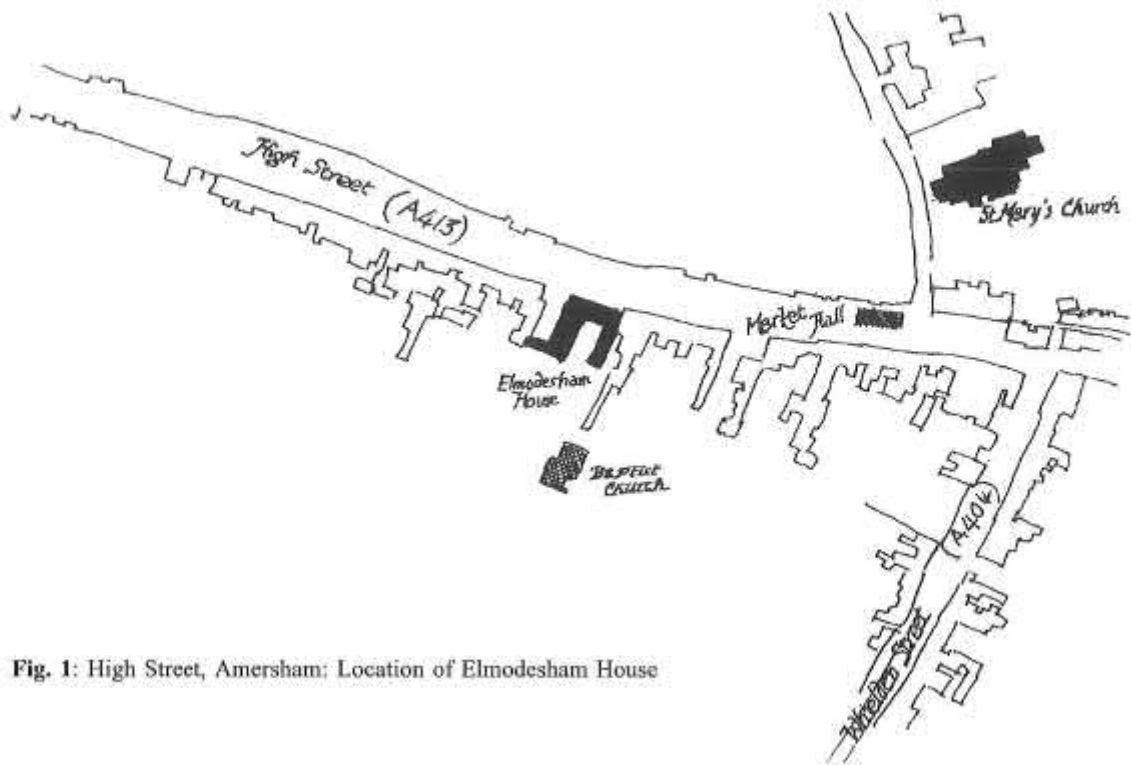 High Street (A413)
St Mary's Church
Market Hall
Elmodesham
House
BAPTIST
CHURCH
(A404)
Whielden Street
Fig. 1: High Street, Amersham: Location of Elmodesham House